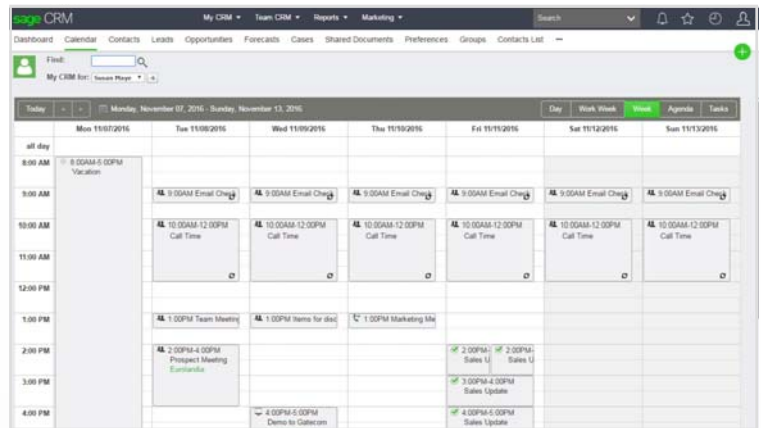 sage CRM
My CRM Team CRM Reports Marketing Search
Dashboard Calendar Contacts Leads Opportunities Forecasts Cases Shared Documents Preferences Groups Contacts List
Find:
My CRM for: Susan Maye
Today Monday, November 07, 2016 - Sunday, November 13, 2016 Day Work Week Week Agenda Tasks
Mon 11/07/2016 Tue 11/08/2016 Wed 11/09/2016 Thu 11/10/2016 Fri 11/11/2016 Sat 11/12/2016 Sun 11/13/2016
all day
8:00 AM 8:00AM-5:00PM
Vacation
9:00 AM 9:00AM Email Check 9:00AM Email Check 9:00AM Email Check 9:00AM Email Check 9:00AM Email Check 9:00AM Email Check
10:00 AM 10:00AM-12:00PM 10:00AM-12:00PM 10:00AM-12:00PM 10:00AM-12:00PM 10:00AM-12:00PM 10:00AM-12:00PM
Call Time Call Time Call Time Call Time Call Time Call Time
11:00 AM
12:00 PM
1:00 PM 1:00PM Team Meeting 1:00PM Items for disc 1:00PM Marketing Me
2:00 PM 2:00PM-4:00PM 2:00PM- 2:00PM-
Prospect Meeting Sales U Sales U
Eurolandia
3:00 PM 3:00PM-4:00PM
Sales Update
4:00 PM 4:00PM-5:00PM 4:00PM-5:00PM
Demo to Gatecom Sales Update